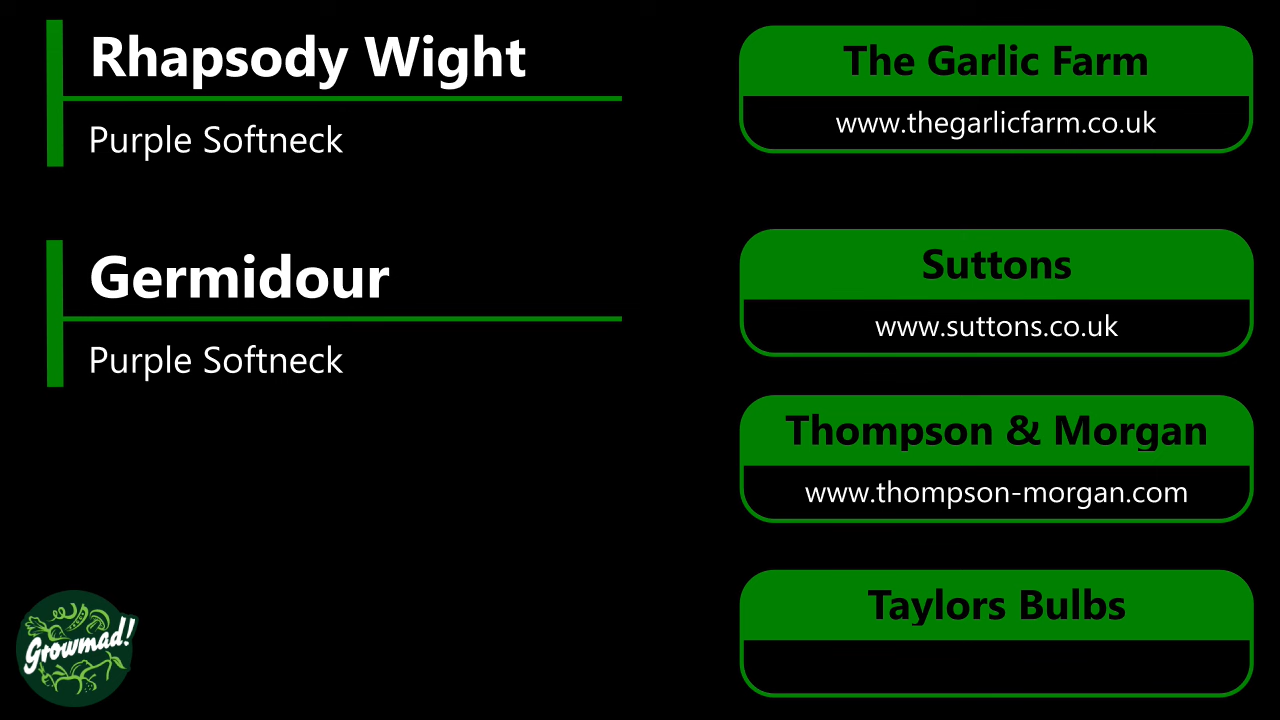 Rhapsody Wight
Purple Softneck
Germidour
Purple Softneck
The Garlic Farm
www.thegarlicfarm.co.uk
Suttons
www.suttons.co.uk
Thompson & Morgan
www.thompson-morgan.com
Taylors Bulbs
Growmad!